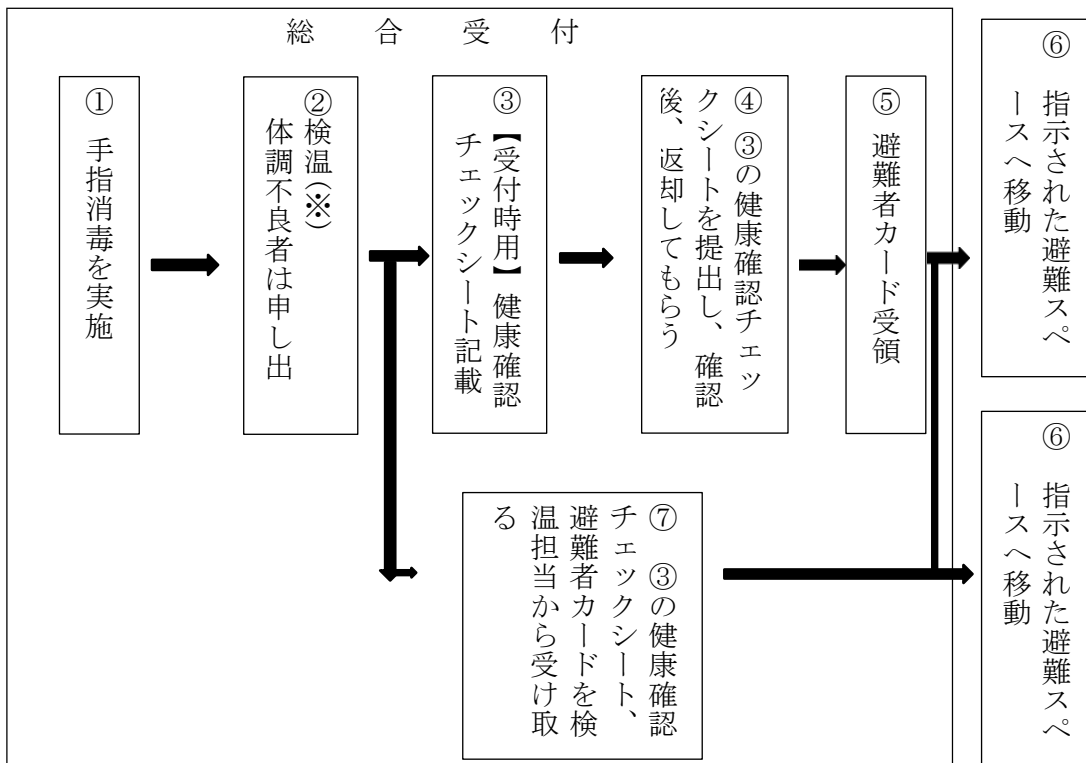 総合受付
① 手指消毒を実施
②検温(※)
体調不良者は申し出
③【受付時用】健康確認
チェックシート記載
④ ③の健康確認チェッ
クシートを提出し、確認
後、返却してもらう
⑤ 避難者カード受領
⑥ 指示された避難スペ
ースへ移動
⑦ ③の健康確認
チェックシート、
避難者カードを検
温担当から受け取
る
⑥ 指示された避難スペ
ースへ移動